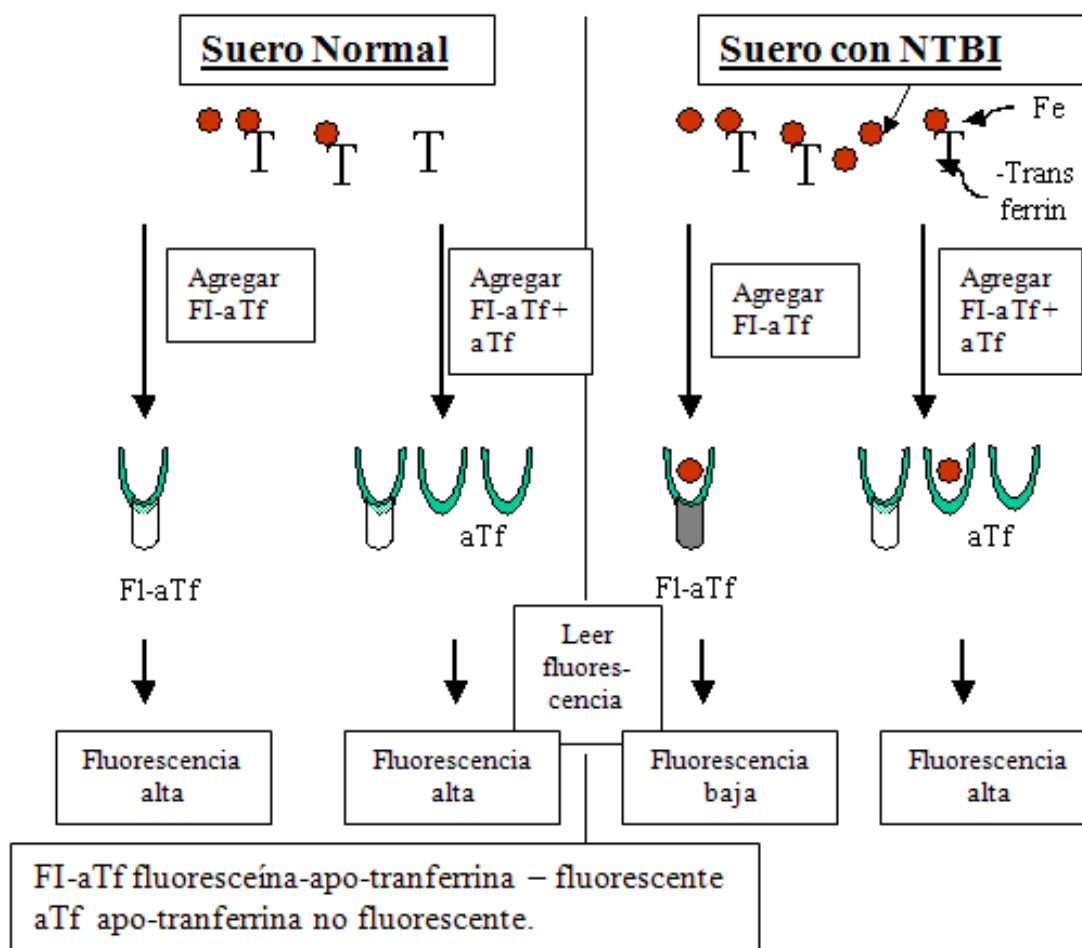 Suero Normal
Suero con NTBI
T
T
T
T
T
T
Fe
-Trans
ferrin
Agregar
FI-aTf
Agregar
FI-aTf+
aTf
Agregar
FI-aTf
Agregar
FI-aTf+
aTf
aTf
aTf
Fl-aTf
Fl-aTf
Leer
fluores-
cencia
Fluorescencia
alta
Fluorescencia
alta
Fluorescencia
baja
Fluorescencia
alta
FI-aTf fluoresceína-apo-tranferrina – fluorescente
aTf apo-tranferrina no fluorescente.